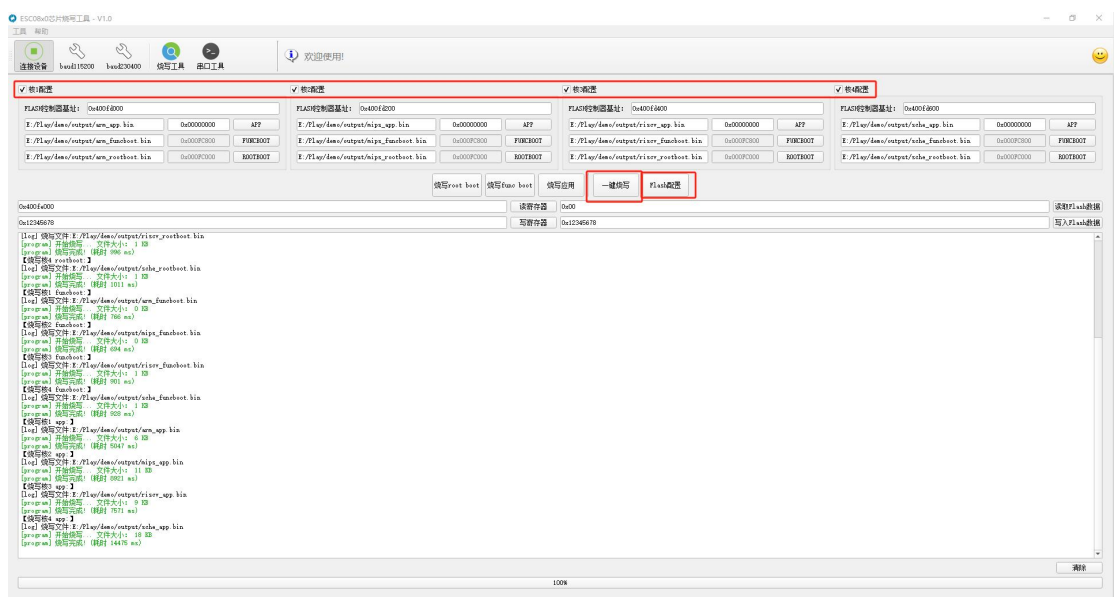 ESC08x0芯片烧写工具 - V1.0
工具 帮助
连接设备 baud115200 baud230400 烧写工具 串口工具 欢迎使用!
核1配置 核2配置 核3配置 核4配置
FLASH控制器基址: 0x400fd000 FLASH控制器基址: 0x400fd200 FLASH控制器基址: 0x400fd400 FLASH控制器基址: 0x400fd600
E:/Play/demo/output/arm_app.bin 0x00000000 APP E:/Play/demo/output/mips_app.bin 0x00000000 APP E:/Play/demo/output/riscv_app.bin 0x00000000 APP E:/Play/demo/output/sche_app.bin 0x00000000 APP
E:/Play/demo/output/arm_funcboot.bin 0x000FC800 FUNCBOOT E:/Play/demo/output/mips_funcboot.bin 0x000FC800 FUNCBOOT E:/Play/demo/output/riscv_funcboot.bin 0x000FC800 FUNCBOOT E:/Play/demo/output/sche_funcboot.bin 0x000FC800 FUNCBOOT
E:/Play/demo/output/arm_rootboot.bin 0x000FC000 ROOTBOOT E:/Play/demo/output/mips_rootboot.bin 0x000FC000 ROOTBOOT E:/Play/demo/output/riscv_rootboot.bin 0x000FC000 ROOTBOOT E:/Play/demo/output/sche_rootboot.bin 0x000FC000 ROOTBOOT
烧写root boot 烧写func boot 烧写应用 一键烧写 Flash配置
0x400fe000 读寄存器 0x00 读取Flash数据
0x12345678 写寄存器 0x12345678 写入Flash数据
[log] 烧写文件:E:/Play/demo/output/riscv_rootboot.bin
[program] 开始烧写... 文件大小: 1 KB
[program] 烧写完成! (耗时 996 ms)
【烧写核4 rootboot:】
[log] 烧写文件:E:/Play/demo/output/sche_rootboot.bin
[program] 开始烧写... 文件大小: 1 KB
[program] 烧写完成! (耗时 1011 ms)
【烧写核1 funcboot:】
[log] 烧写文件:E:/Play/demo/output/arm_funcboot.bin
[program] 开始烧写... 文件大小: 0 KB
[program] 烧写完成! (耗时 766 ms)
【烧写核2 funcboot:】
[log] 烧写文件:E:/Play/demo/output/mips_funcboot.bin
[program] 开始烧写... 文件大小: 0 KB
[program] 烧写完成! (耗时 694 ms)
【烧写核3 funcboot:】
[log] 烧写文件:E:/Play/demo/output/riscv_funcboot.bin
[program] 开始烧写... 文件大小: 1 KB
[program] 烧写完成! (耗时 901 ms)
【烧写核4 funcboot:】
[log] 烧写文件:E:/Play/demo/output/sche_funcboot.bin
[program] 开始烧写... 文件大小: 1 KB
[program] 烧写完成! (耗时 928 ms)
【烧写核1 app:】
[log] 烧写文件:E:/Play/demo/output/arm_app.bin
[program] 开始烧写... 文件大小: 6 KB
[program] 烧写完成! (耗时 5047 ms)
【烧写核2 app:】
[log] 烧写文件:E:/Play/demo/output/mips_app.bin
[program] 开始烧写... 文件大小: 11 KB
[program] 烧写完成! (耗时 8921 ms)
【烧写核3 app:】
[log] 烧写文件:E:/Play/demo/output/riscv_app.bin
[program] 开始烧写... 文件大小: 9 KB
[program] 烧写完成! (耗时 7571 ms)
【烧写核4 app:】
[log] 烧写文件:E:/Play/demo/output/sche_app.bin
[program] 开始烧写... 文件大小: 18 KB
[program] 烧写完成! (耗时 14475 ms)
清除
100%